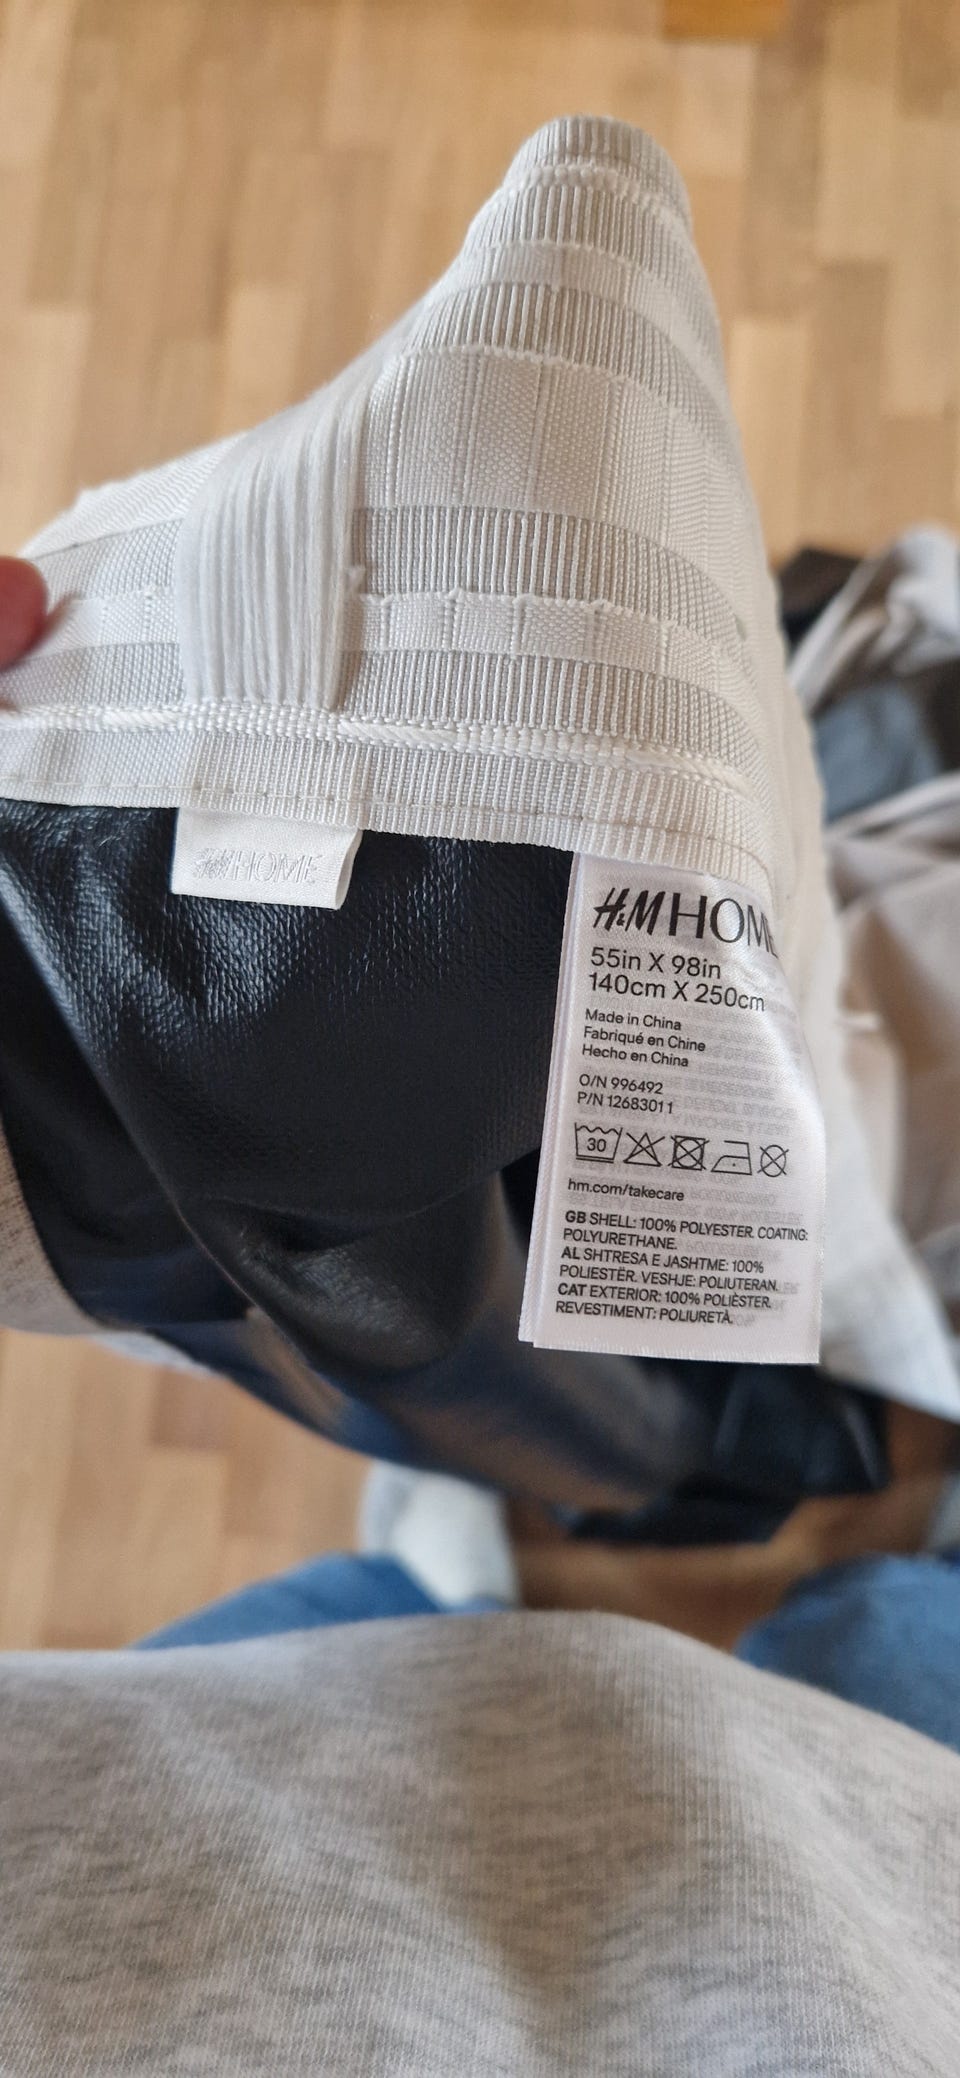 H&M HOME
H&M HOME
55in X 98in
140cm X 250cm
Made in China
Fabriqué en Chine
Hecho en China
O/N 996492
P/N 12683011
30
hm.com/takecare
GB SHELL: 100% POLYESTER. COATING:
POLYURETHANE.
AL SHTRESA E JASHTME: 100%
POLIESTËR. VESHJE: POLIUTERAN.
CAT EXTERIOR: 100% POLIÈSTER.
REVESTIMENT: POLIURETÀ.